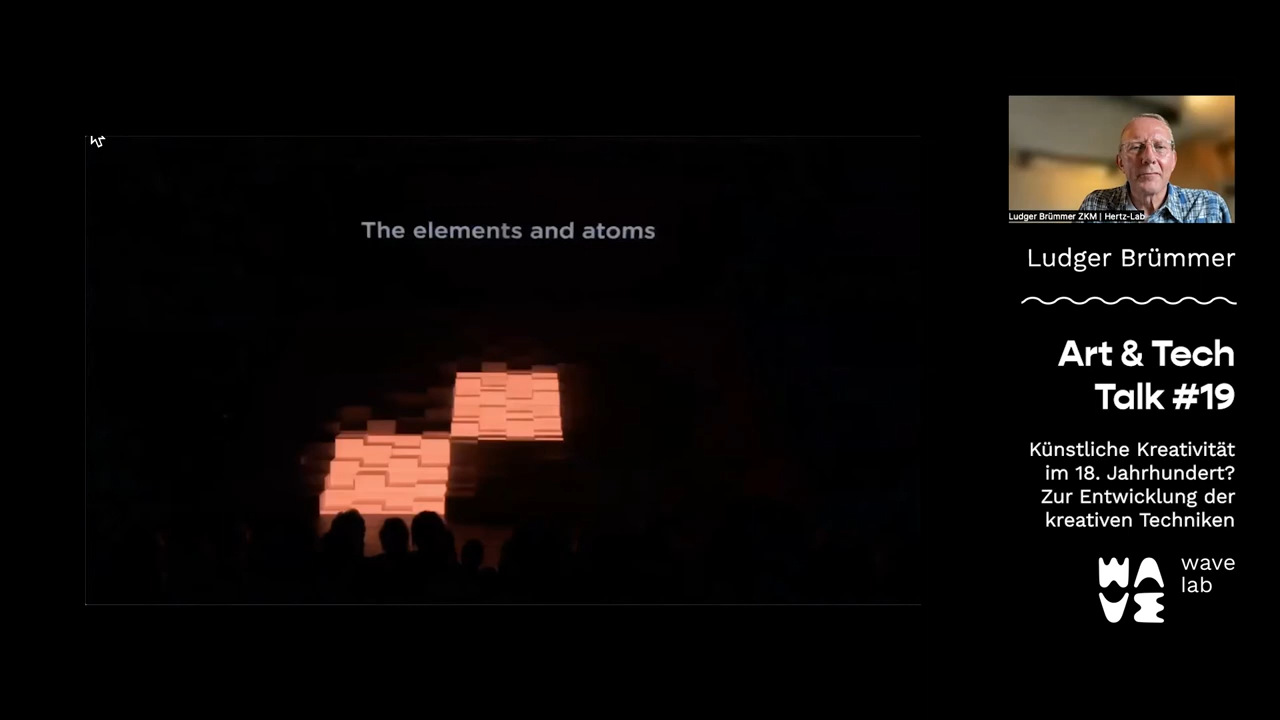 The elements and atoms
Ludger Brümmer ZKM | Hertz-Lab
Ludger Brümmer
Art & Tech
Talk #19
Künstliche Kreativität
im 18. Jahrhundert?
Zur Entwicklung der
kreativen Techniken
WAVE
wave
lab